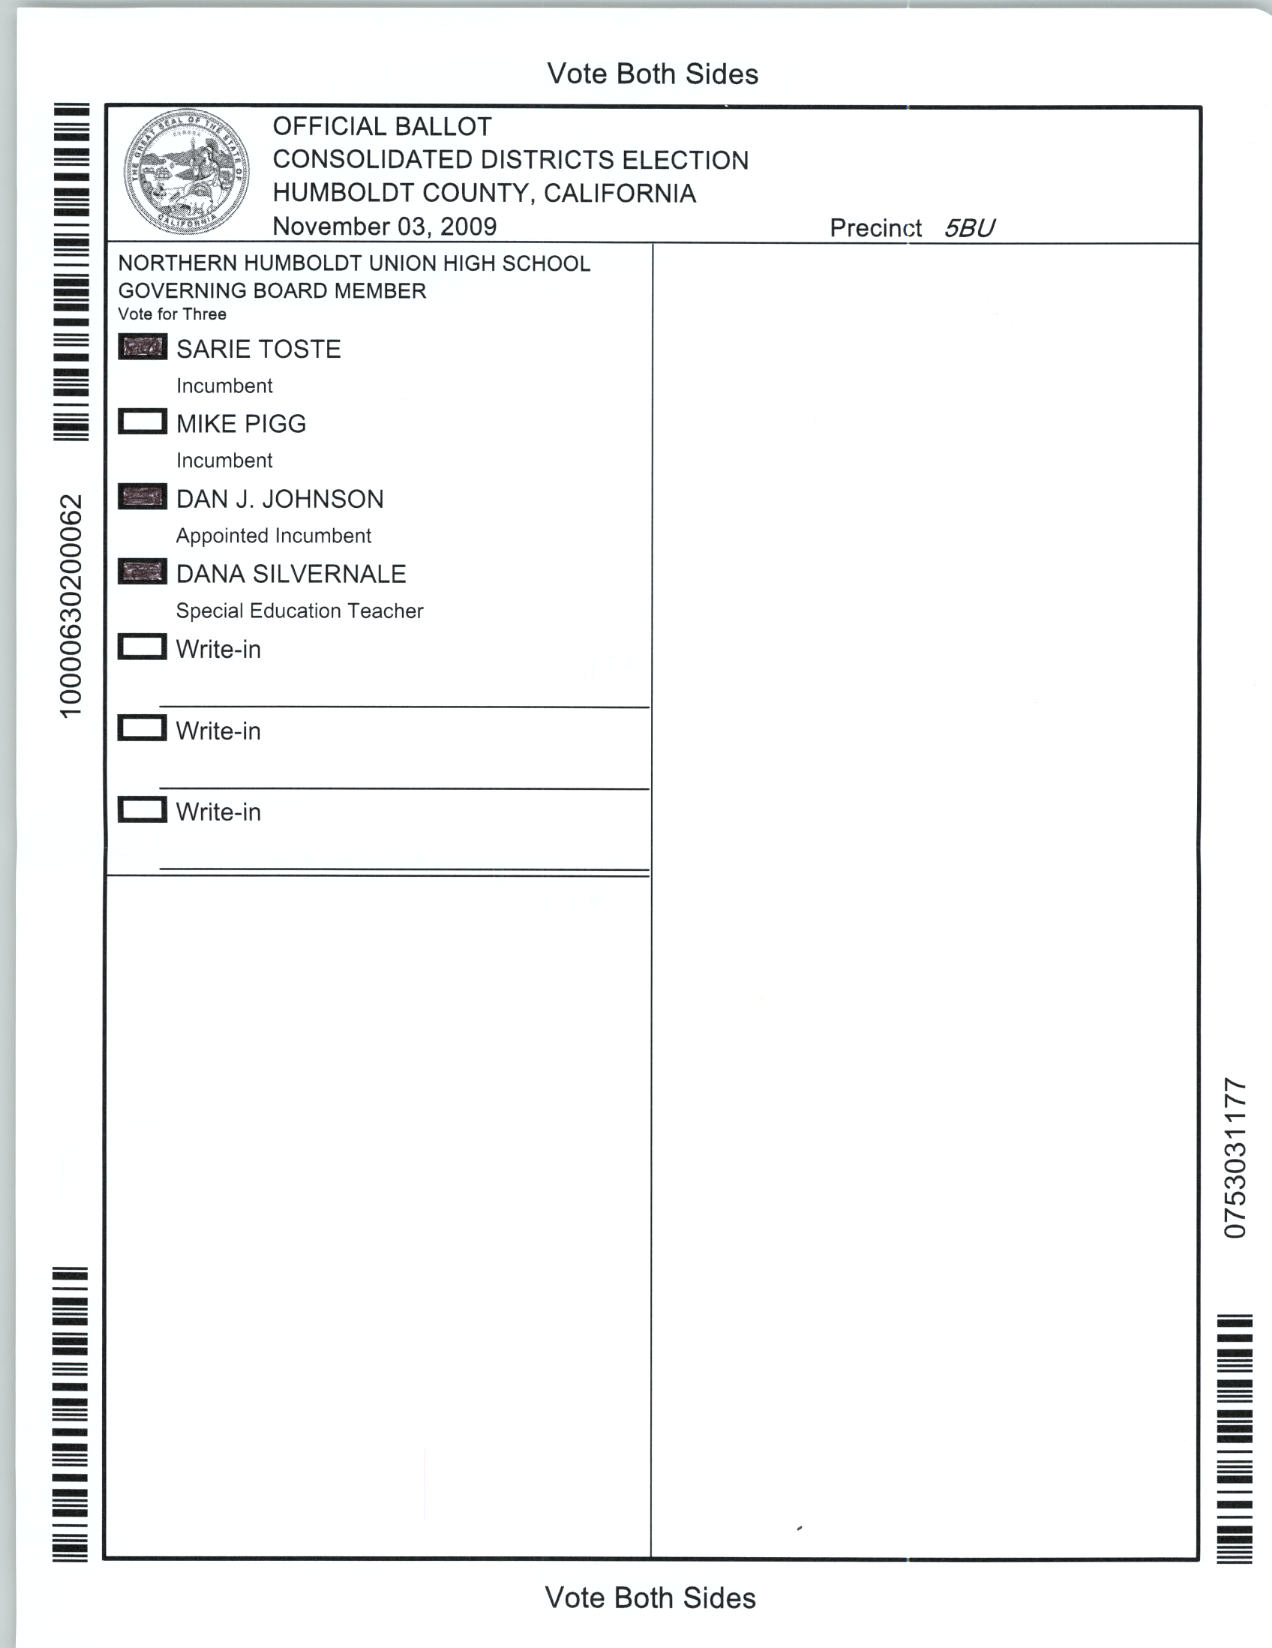 Vote Both Sides
OFFICIAL BALLOT
CONSOLIDATED DISTRICTS ELECTION
HUMBOLDT COUNTY, CALIFORNIA
November 03, 2009
Precinct 5BU
THE GREAT SEAL OF THE STATE OF CALIFORNIA
EUREKA
NORTHERN HUMBOLDT UNION HIGH SCHOOL
GOVERNING BOARD MEMBER
Vote for Three
SARIE TOSTE
Incumbent
MIKE PIGG
Incumbent
DAN J. JOHNSON
Appointed Incumbent
DANA SILVERNALE
Special Education Teacher
Write-in
Write-in
Write-in
10000630200062
0753031177
Vote Both Sides